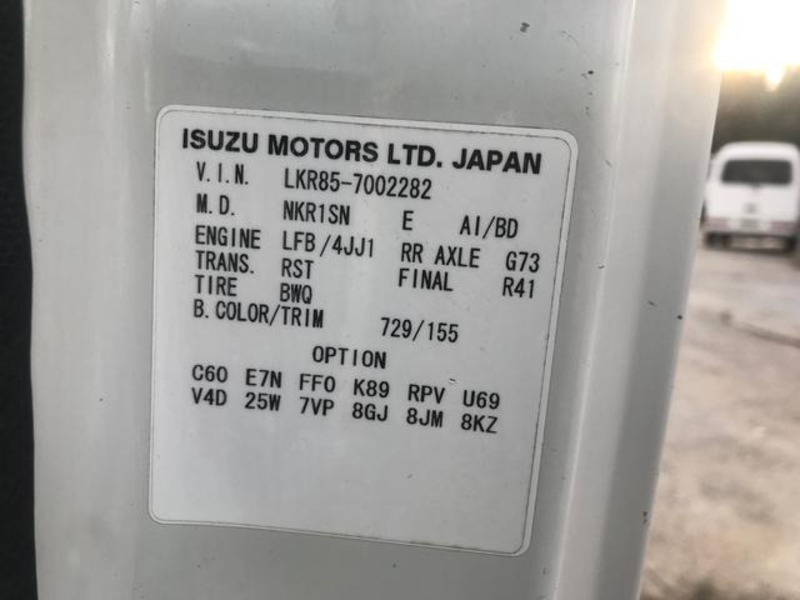 ISUZU MOTORS LTD. JAPAN
V.I.N. LKR85-7002282
M.D. NKR1SN E AI/BD
ENGINE LFB/4JJ1 RR AXLE G73
TRANS. RST FINAL R41
TIRE BWQ
B.COLOR/TRIM 729/155
OPTION
C60 E7N FF0 K89 RPV U69
V4D 25W 7VP 8GJ 8JM 8KZ